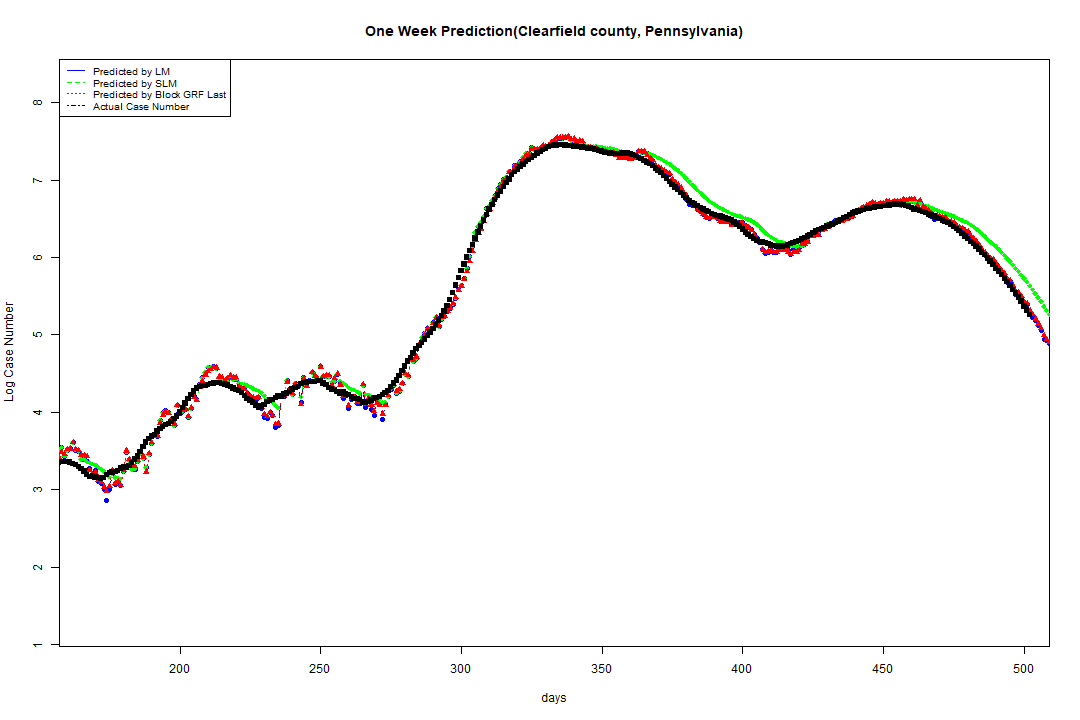 One Week Prediction(Clearfield county, Pennsylvania)
Predicted by LM
Predicted by SLM
Predicted by Block GRF Last
Actual Case Number
Log Case Number
8
7
6
5
4
3
2
1
200 250 300 350 400 450 500
days